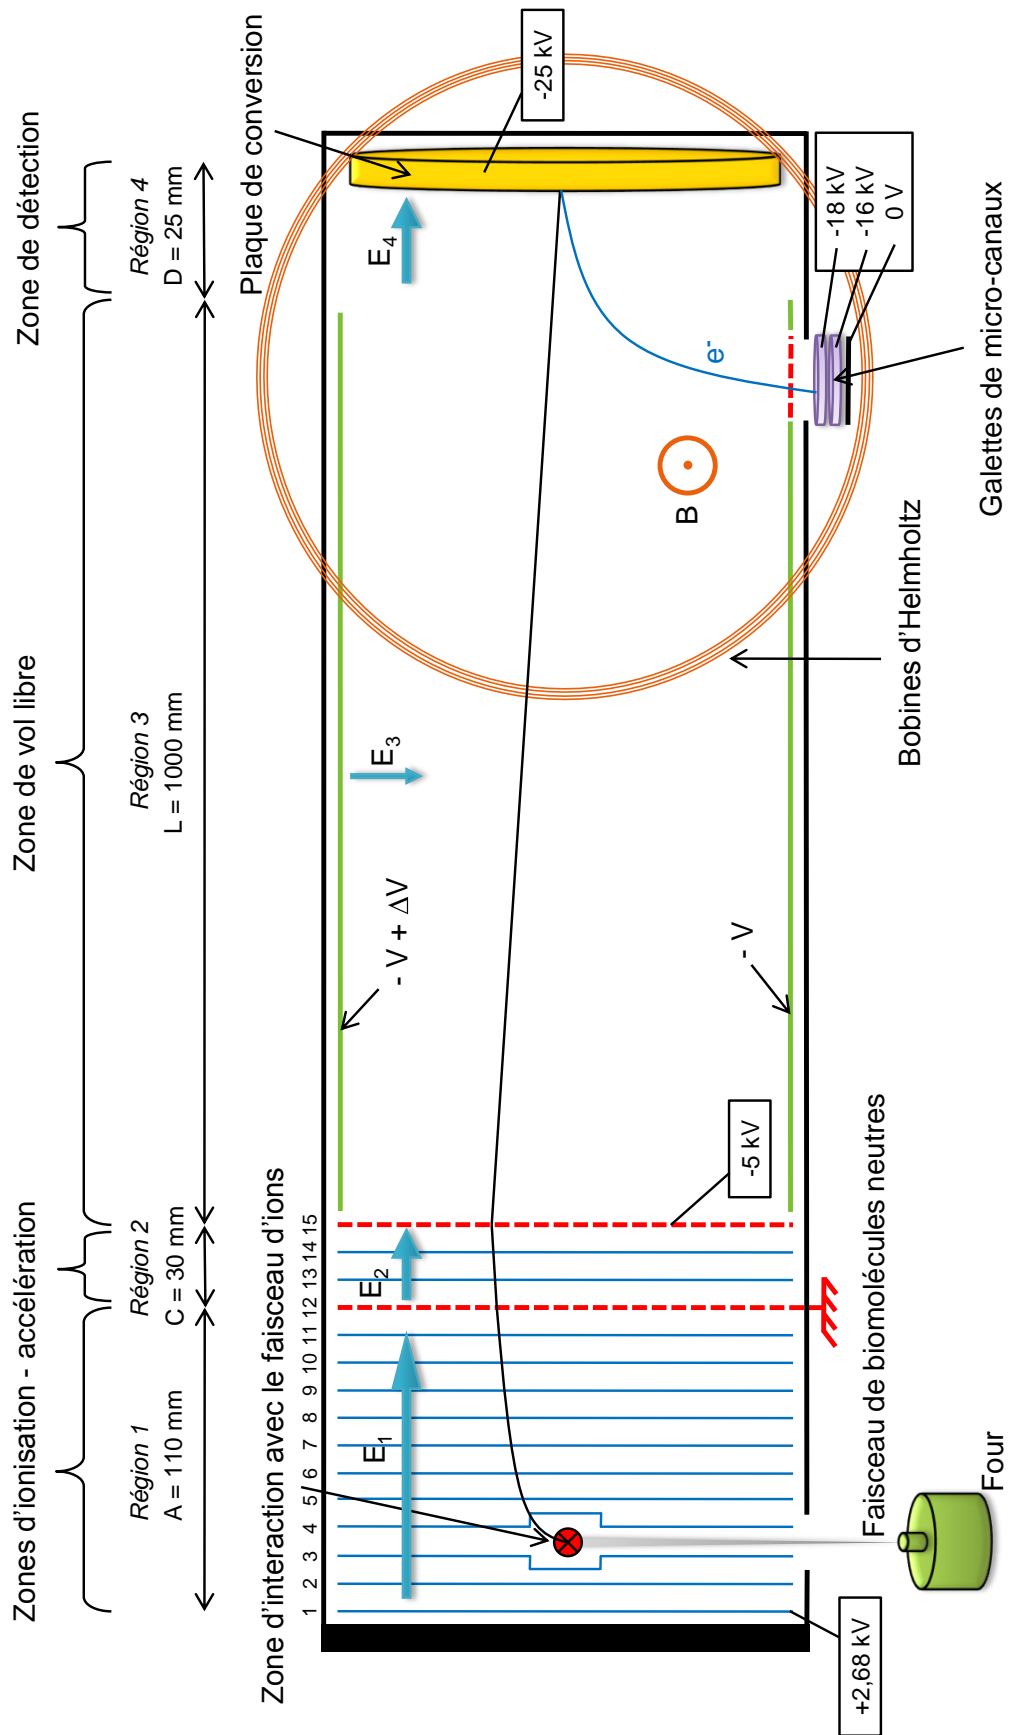 Zones d'ionisation - accélération
Zone de vol libre
Zone de détection
Région 1
A = 110 mm
Région 2
C = 30 mm
Région 3
L = 1000 mm
Région 4
D = 25 mm
Zone d'interaction avec le faisceau d'ions
Plaque de conversion
1 2 3 4 5 6 7 8 9 10 11 12 13 14 15
E1
E2
E3
E4
- V + ΔV
-25 kV
e-
B
- V
-5 kV
+2,68 kV
-18 kV
-16 kV
0 V
Faisceau de biomolécules neutres
Bobines d'Helmholtz
Galettes de micro-canaux
Four